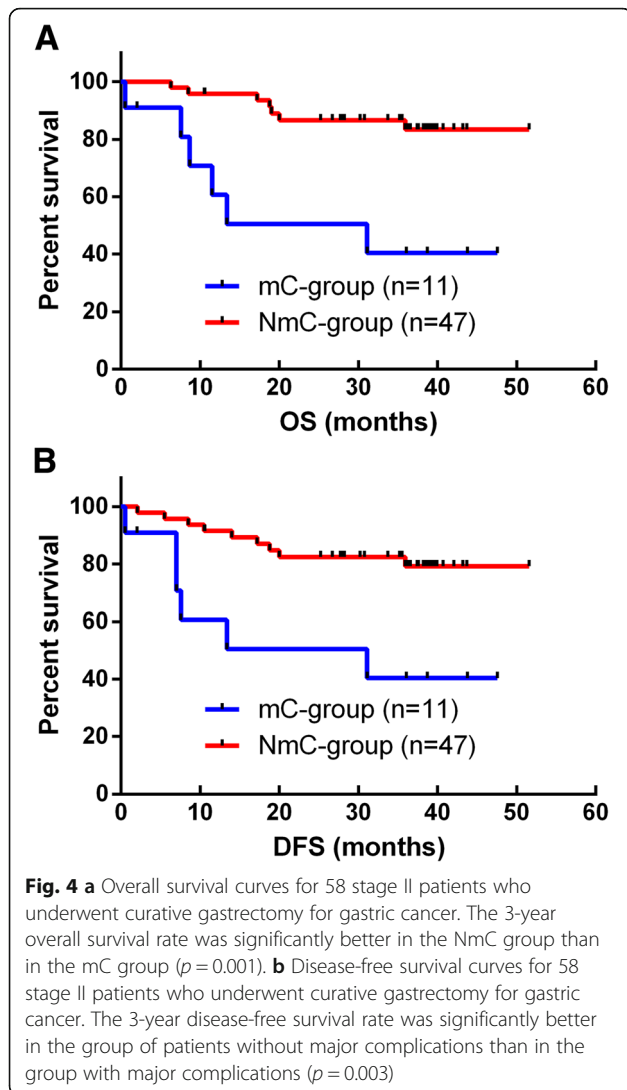 A
Percent survival
100
80
60
40
20
0
mC-group (n=11)
NmC-group (n=47)
0 10 20 30 40 50 60
OS (months)
B
Percent survival
100
80
60
40
20
0
mC-group (n=11)
NmC-group (n=47)
0 10 20 30 40 50 60
DFS (months)
Fig. 4 a Overall survival curves for 58 stage II patients who
underwent curative gastrectomy for gastric cancer. The 3-year
overall survival rate was significantly better in the NmC group than
in the mC group (p = 0.001). b Disease-free survival curves for 58
stage II patients who underwent curative gastrectomy for gastric
cancer. The 3-year disease-free survival rate was significantly better
in the group of patients without major complications than in the
group with major complications (p = 0.003)